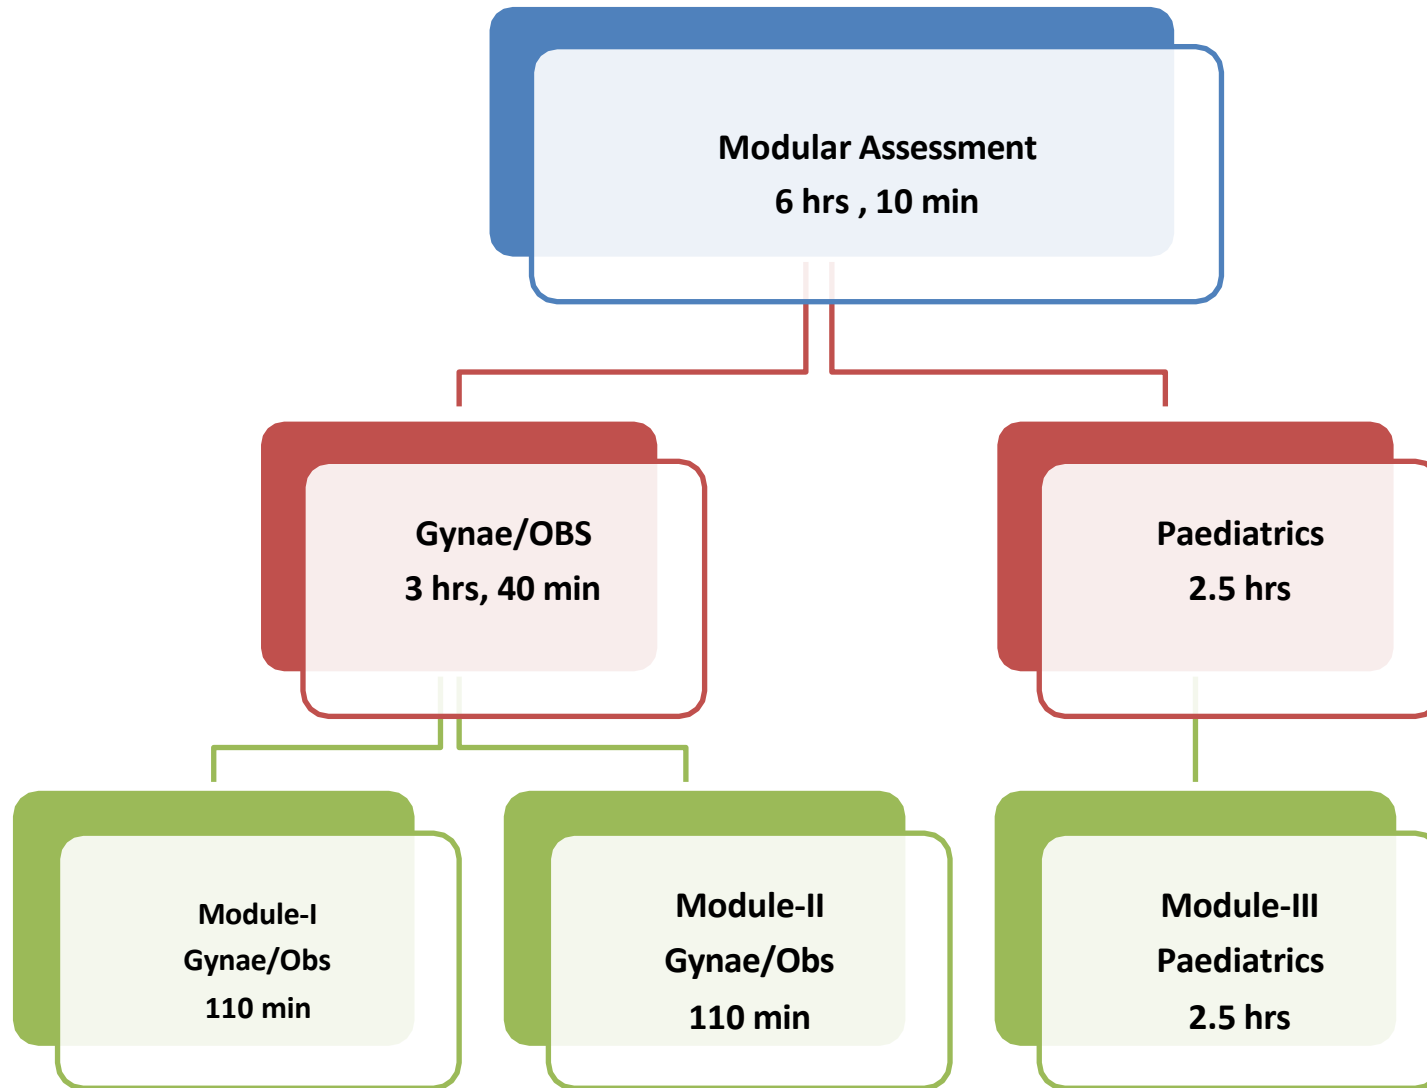 Modular Assessment
6 hrs , 10 min
Gynae/OBS
3 hrs, 40 min
Paediatrics
2.5 hrs
Module-I
Gynae/Obs
110 min
Module-II
Gynae/Obs
110 min
Module-III
Paediatrics
2.5 hrs